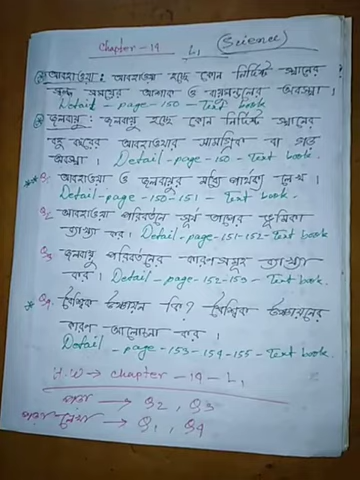 Chapter - 14 L1 (Science)
আবহাওয়া : আবহাওয়া হচ্ছে কোন নির্দিষ্ট স্থানের
স্বল্প সময়ের আকাশ ও বায়ুমন্ডলের অবস্থা।
Detail - page - 150 - Text book
জলবায়ু : জলবায়ু হচ্ছে কোন নির্দিষ্ট স্থানের
বহু বছরের আবহাওয়ার সামগ্রিক বা গড়
অবস্থা। Detail - page - 150 - Text book.
Q1 আবহাওয়া ও জলবায়ুর মধ্যে পার্থক্য লেখ।
Detail - page - 150 - 151 - Text book.
Q2 আবহাওয়া পরিবর্তনে সূর্য তাপের ভূমিকা
ব্যাখ্যা কর। Detail - page - 151 - 152 - Text book
Q3 জলবায়ু পরিবর্তনের কারণসমূহ ব্যাখ্যা
কর। Detail - page - 152 - 153 - Text book.
Q4. বৈশ্বিক উষ্ণায়ন কি? বৈশ্বিক উষ্ণায়নের
কারণ আলোচনা কর।
Detail - page - 153 - 154 - 155 - Text book.
H.W → Chapter - 14 - L1
পড়া → Q2, Q3
পড়া লেখা → Q1, Q4